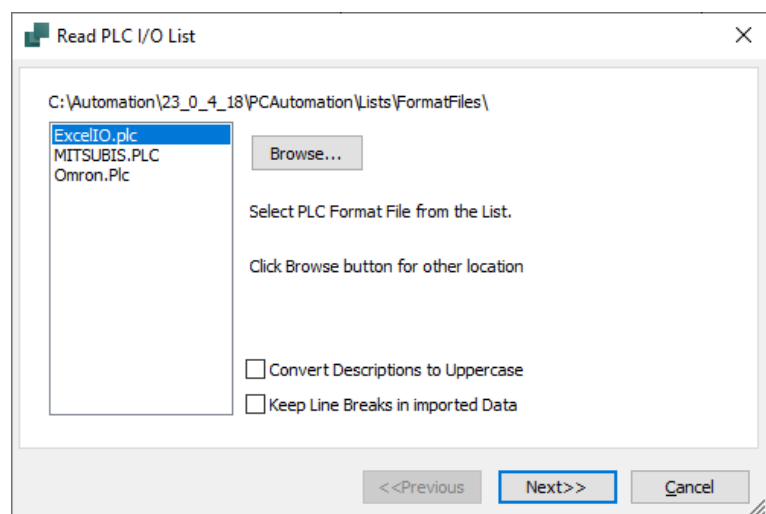 Read PLC I/O List
C:\Automation\23_0_4_18\PCAutomation\Lists\FormatFiles\
ExcelIO.plc
MITSUBIS.PLC
Omron.Plc
Browse...
Select PLC Format File from the List.
Click Browse button for other location
Convert Descriptions to Uppercase
Keep Line Breaks in imported Data
<<Previous
Next>>
Cancel